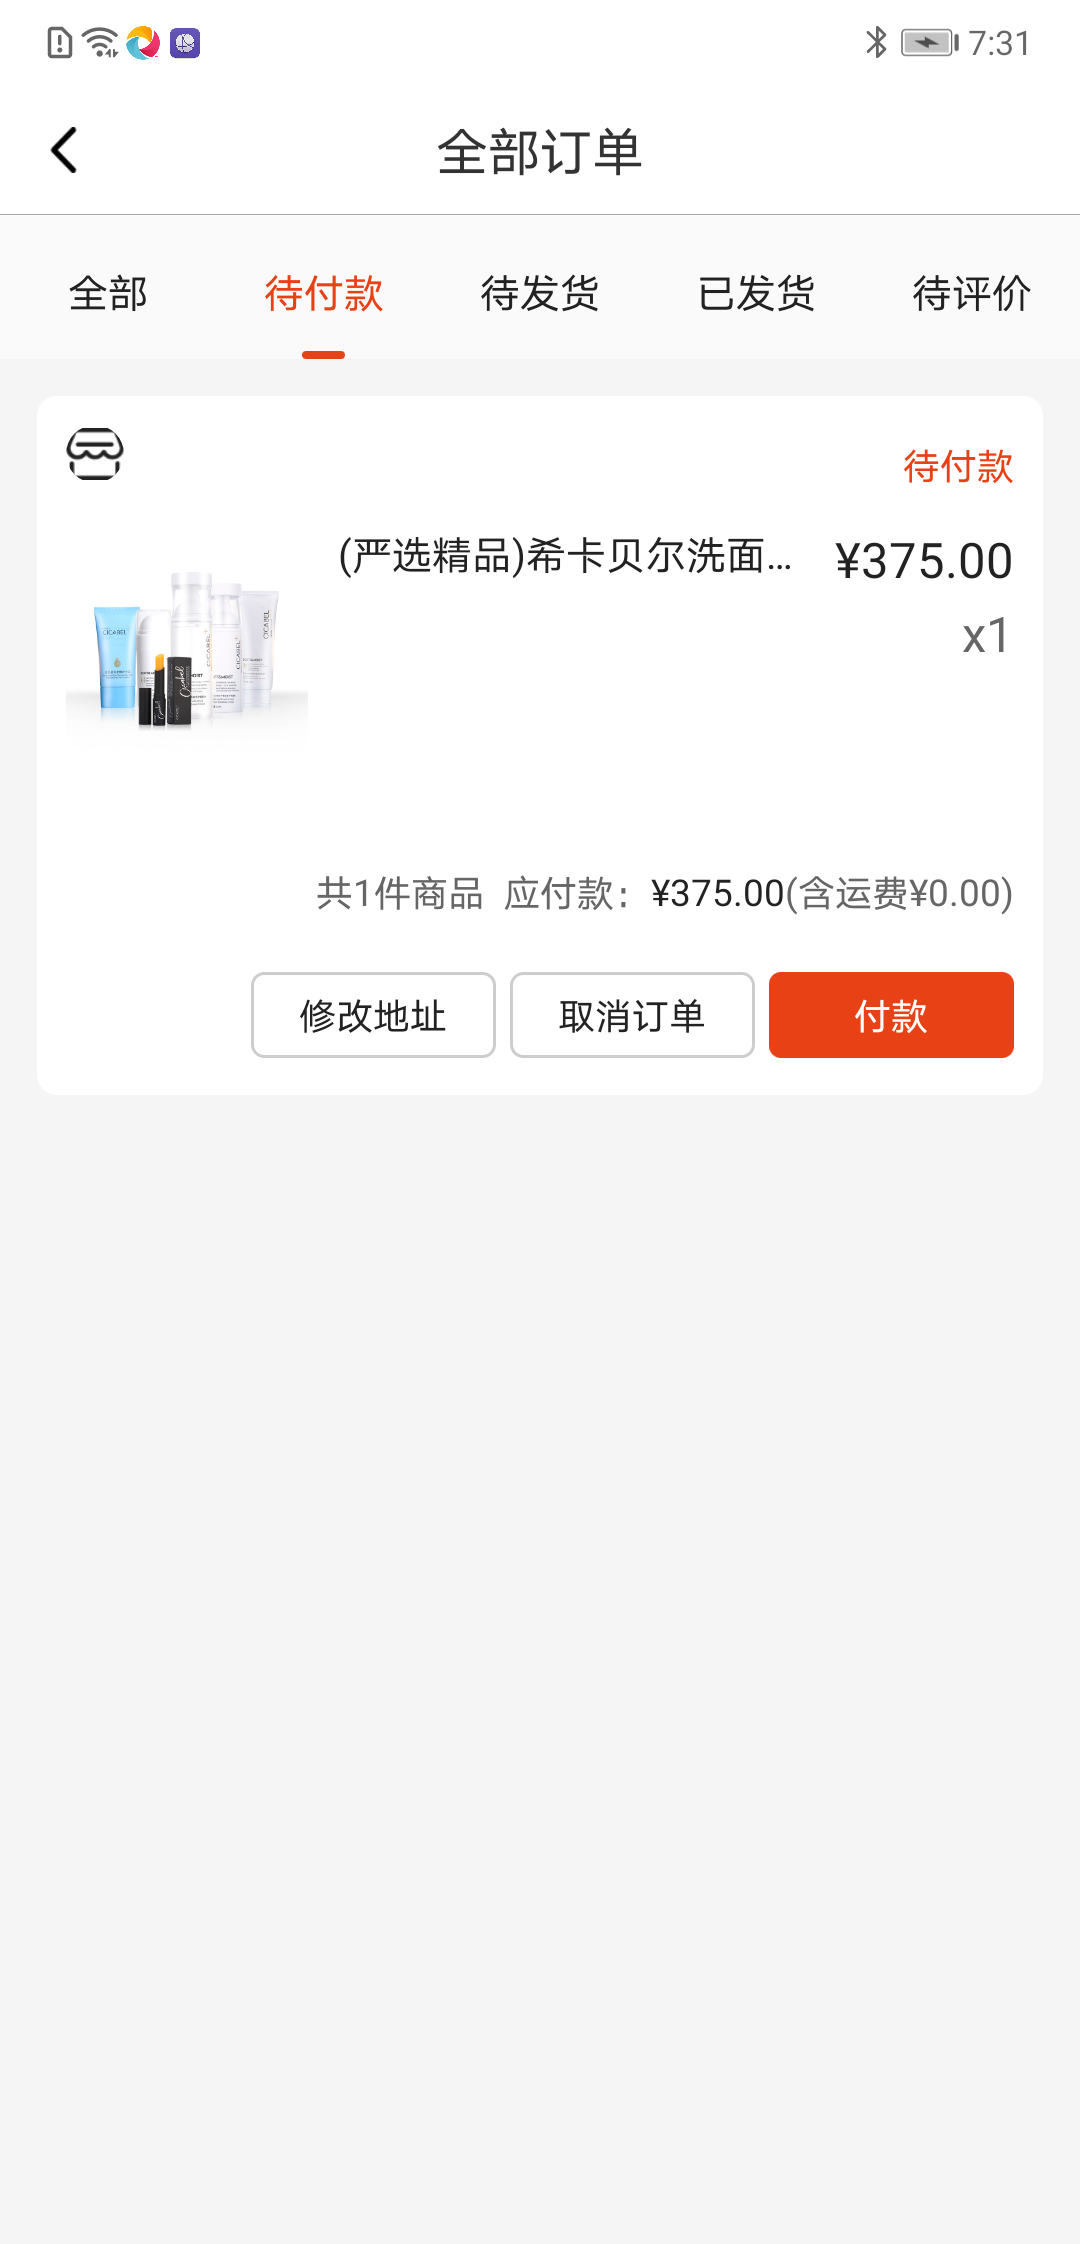 7:31
全部订单
全部 待付款 待发货 已发货 待评价
待付款
(严选精品)希卡贝尔洗面... ¥375.00
x1
CICABEL
共1件商品 应付款：¥375.00(含运费¥0.00)
修改地址 取消订单 付款